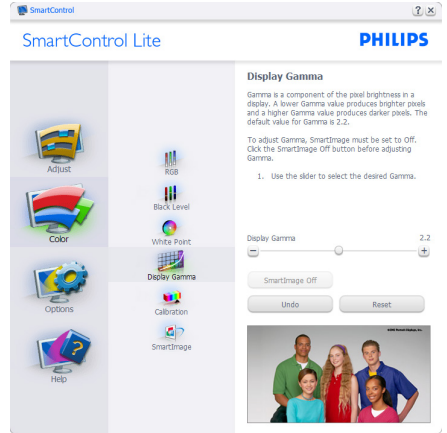 SmartControl
SmartControl Lite
PHILIPS
Adjust
Color
Options
Help
RGB
Black Level
White Point
Display Gamma
Calibration
SmartImage
Display Gamma
Gamma is a component of the pixel brightness in a
display. A lower Gamma value produces brighter pixels
and a higher Gamma value produces darker pixels. The
default value for Gamma is 2.2.
To adjust Gamma, SmartImage must be set to Off.
Click the SmartImage Off button before adjusting
Gamma.
1. Use the slider to select the desired Gamma.
Display Gamma 2.2
SmartImage Off
Undo Reset